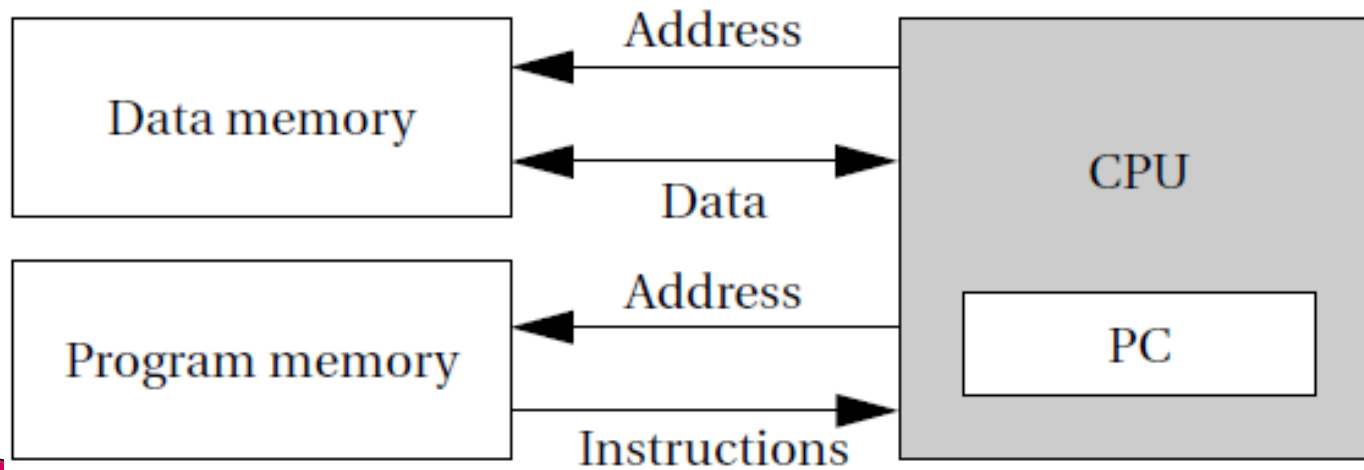 Address
Data memory
CPU
Data
Address
Program memory
PC
Instructions